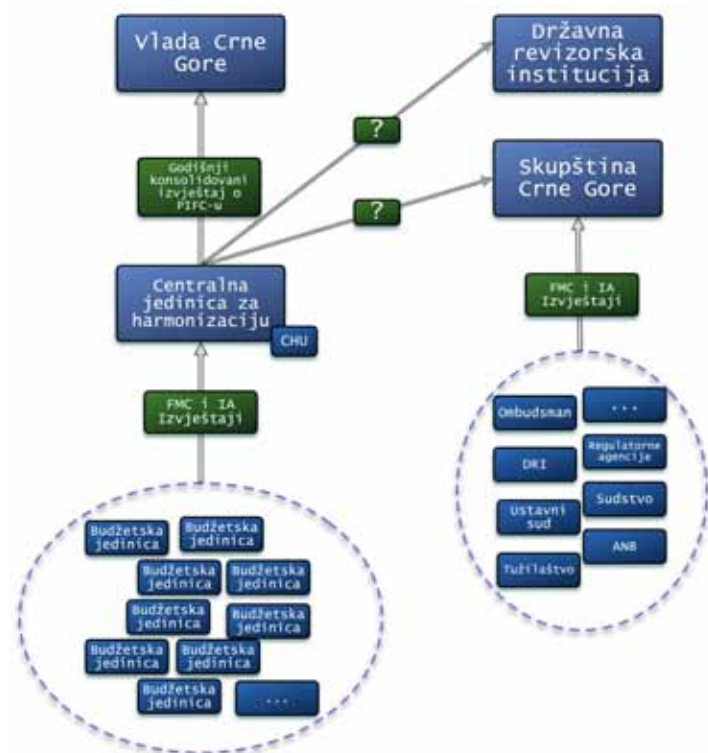 Vlada Crne
Gore
Državna
revizorska
institucija
?
Godišnji
konsolidovani
izvještaj o
PIFC-u
Skupština
Crne Gore
?
Centralna
jedinica za
harmonizaciju
CHU
FMC i IA
Izvještaji
FMC i IA
Izvještaji
Ombudsman
...
DRI
Regulatorne
agencije
Ustavni
sud
Sudstvo
Tužilaštvo
ANB
Budžetska
jedinica
Budžetska
jedinica
Budžetska
jedinica
Budžetska
jedinica
Budžetska
jedinica
Budžetska
jedinica
Budžetska
jedinica
Budžetska
jedinica
Budžetska
jedinica
...